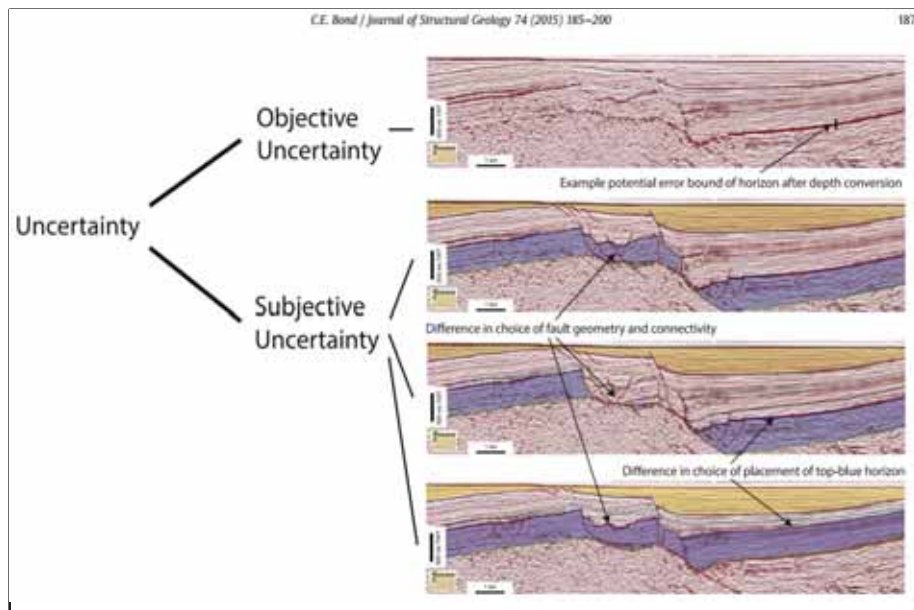 C.E. Bond / Journal of Structural Geology 74 (2015) 185–200
187
Objective
Uncertainty
Example potential error bound of horizon after depth conversion
Uncertainty
Subjective
Uncertainty
Difference in choice of fault geometry and connectivity
Difference in choice of placement of top-blue horizon